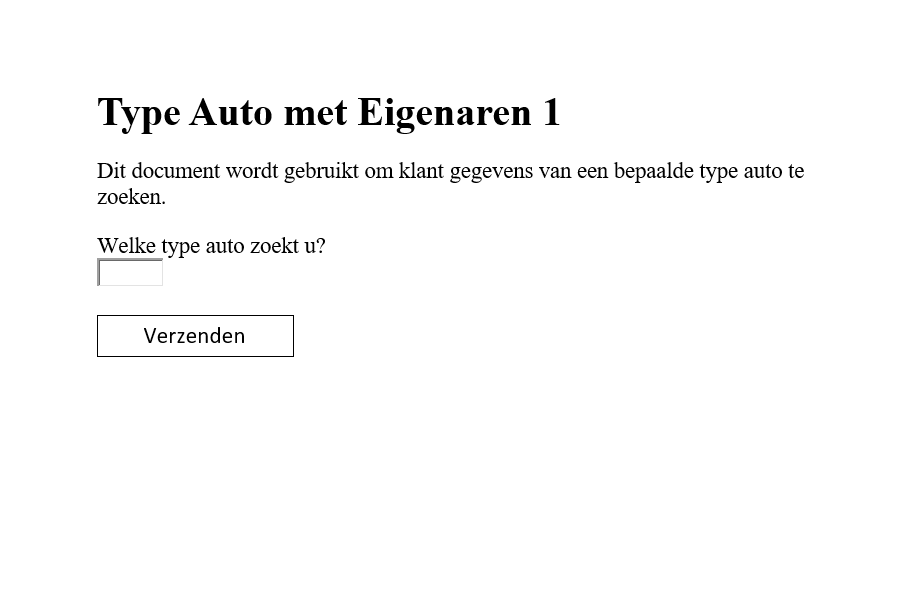 Type Auto met Eigenaren 1
Dit document wordt gebruikt om klant gegevens van een bepaalde type auto te
zoeken.
Welke type auto zoekt u?
Verzenden